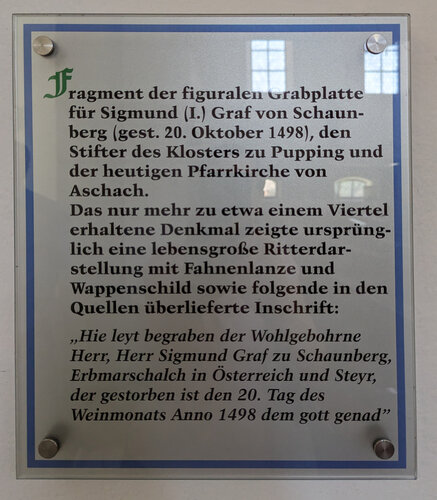 Fragment der figuralen Grabplatte
für Sigmund (I.) Graf von Schaun-
berg (gest. 20. Oktober 1498), den
Stifter des Klosters zu Pupping und
der heutigen Pfarrkirche von
Aschach.
Das nur mehr zu etwa einem Viertel
erhaltene Denkmal zeigte ursprüng-
lich eine lebensgroße Ritterdar-
stellung mit Fahnenlanze und
Wappenschild sowie folgende in den
Quellen überlieferte Inschrift:
„Hie leyt begraben der Wohlgebohrne
Herr, Herr Sigmund Graf zu Schaunberg,
Erbmarschalch in Österreich und Steyr,
der gestorben ist den 20. Tag des
Weinmonats Anno 1498 dem gott genad”